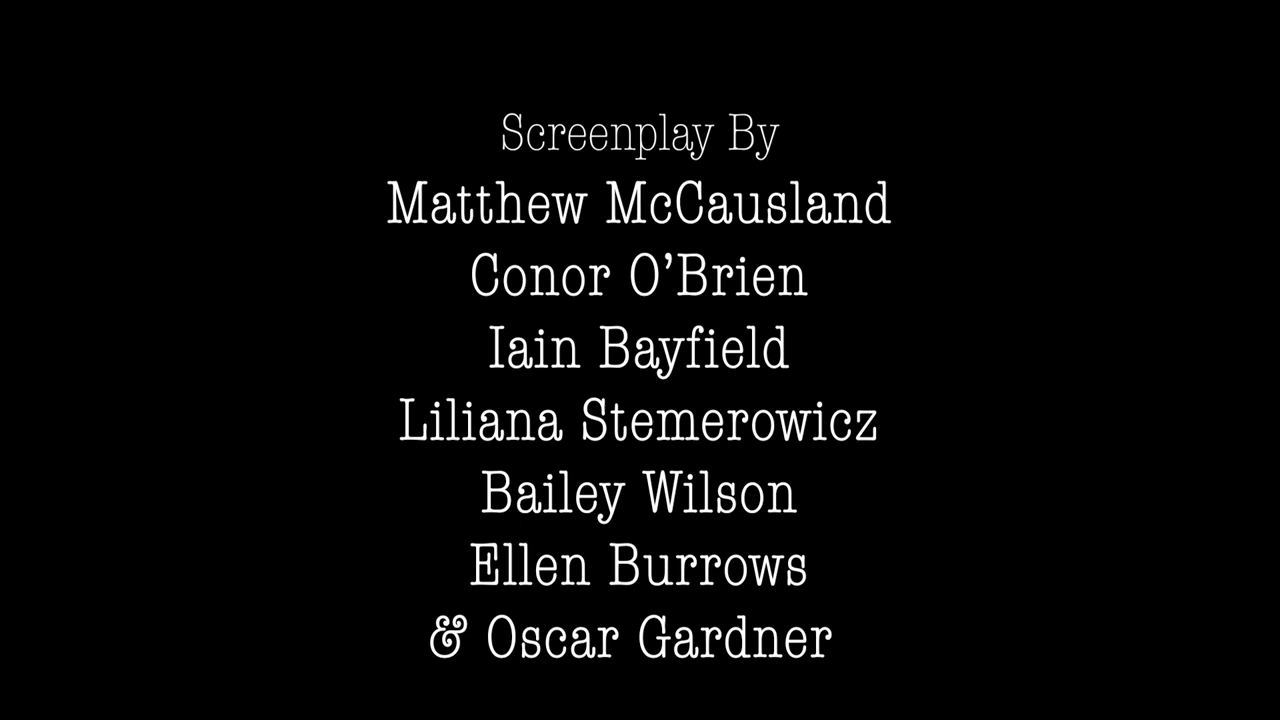 Screenplay By
Matthew McCausland
Conor O’Brien
Iain Bayfield
Liliana Stemerowicz
Bailey Wilson
Ellen Burrows
& Oscar Gardner